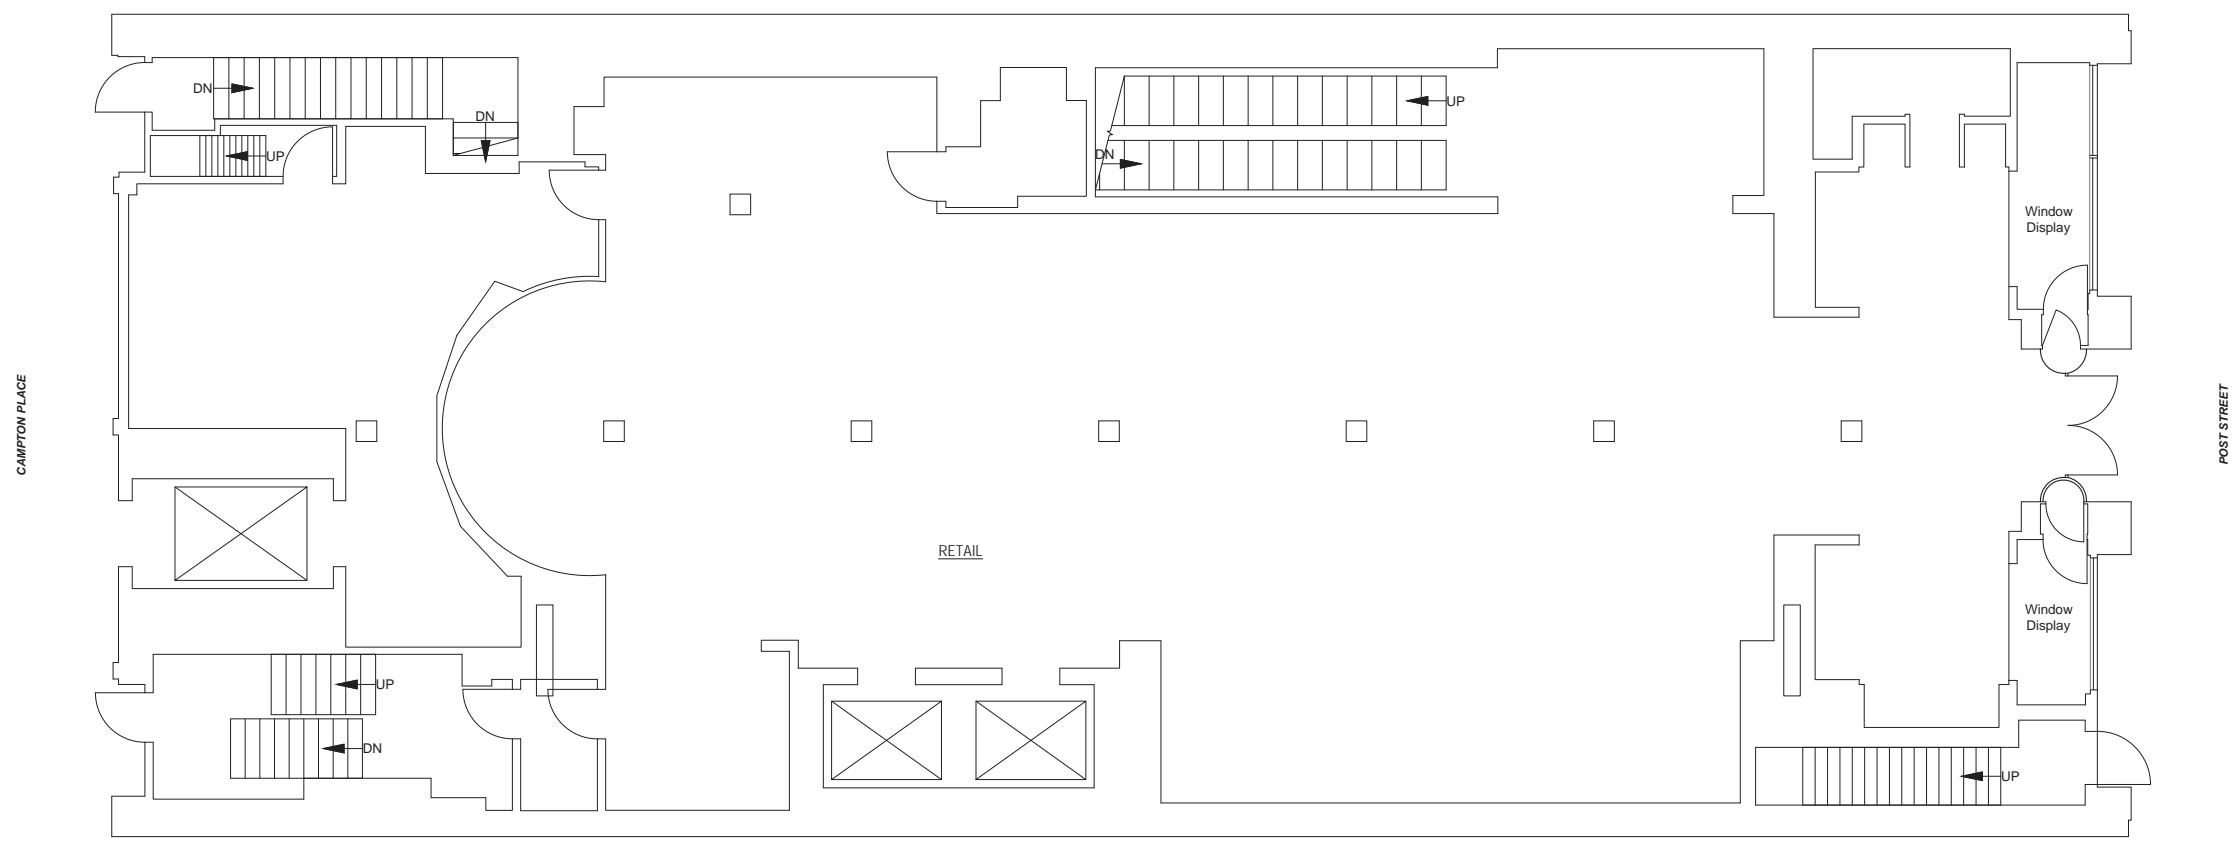 DN
DN
UP
UP
DN
Window
Display
CAMPTON PLACE
POST STREET
RETAIL
Window
Display
UP
DN
UP